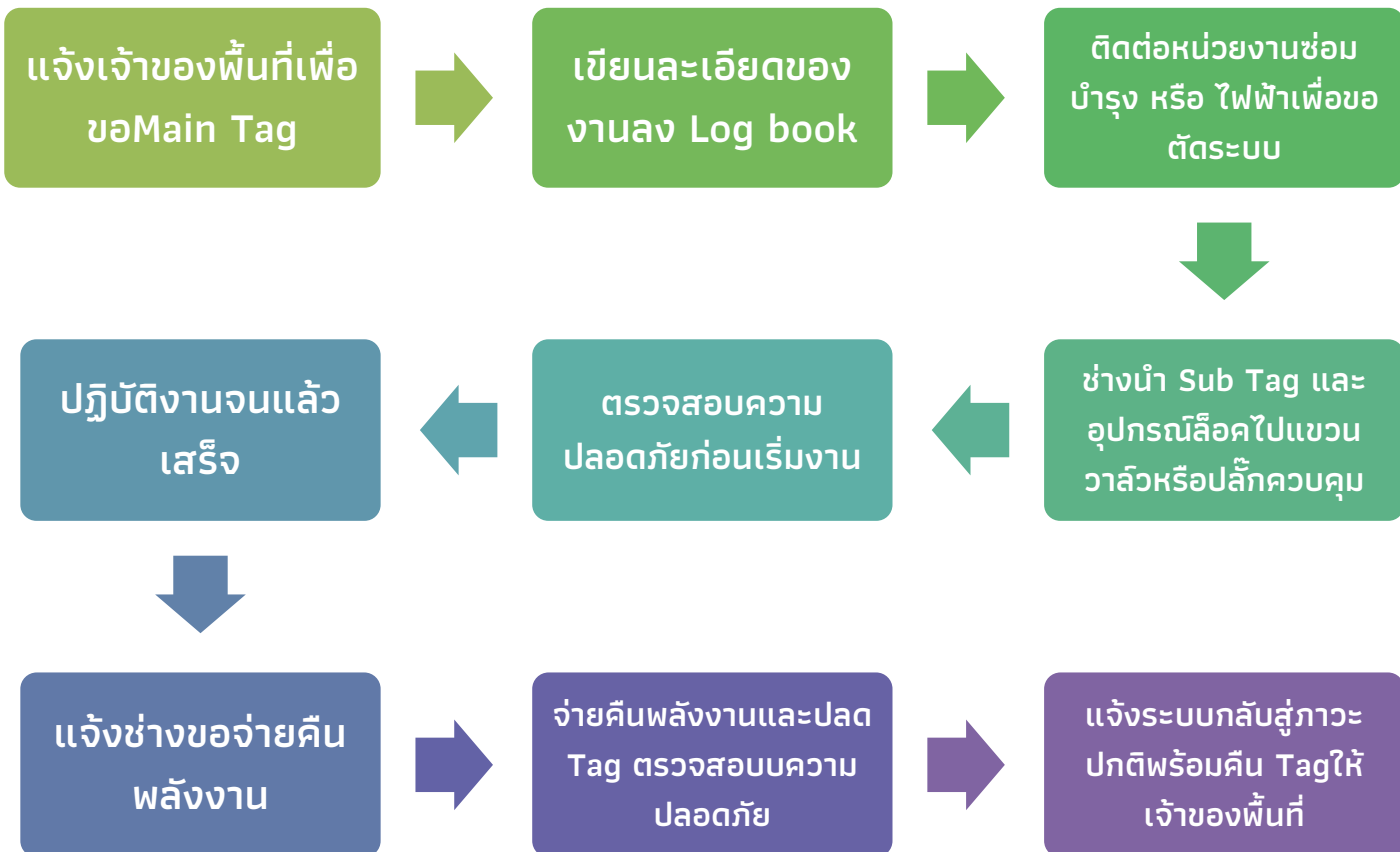 แจ้งเจ้าของพื้นที่เพื่อ
ขอMain Tag
เขียนละเอียดของ
งานลง Log book
ติดต่อหน่วยงานซ่อม
บำรุง หรือ ไฟฟ้าเพื่อขอ
ตัดระบบ
ช่างนำ Sub Tag และ
อุปกรณ์ล็อคไปแขวน
วาล์วหรือปลั๊กควบคุม
ตรวจสอบความ
ปลอดภัยก่อนเริ่มงาน
ปฏิบัติงานจนแล้ว
เสร็จ
แจ้งช่างขอจ่ายคืน
พลังงาน
จ่ายคืนพลังงานและปลด
Tag ตรวจสอบบความ
ปลอดภัย
แจ้งระบบกลับสู่ภาวะ
ปกติพร้อมคืน Tagให้
เจ้าของพื้นที่